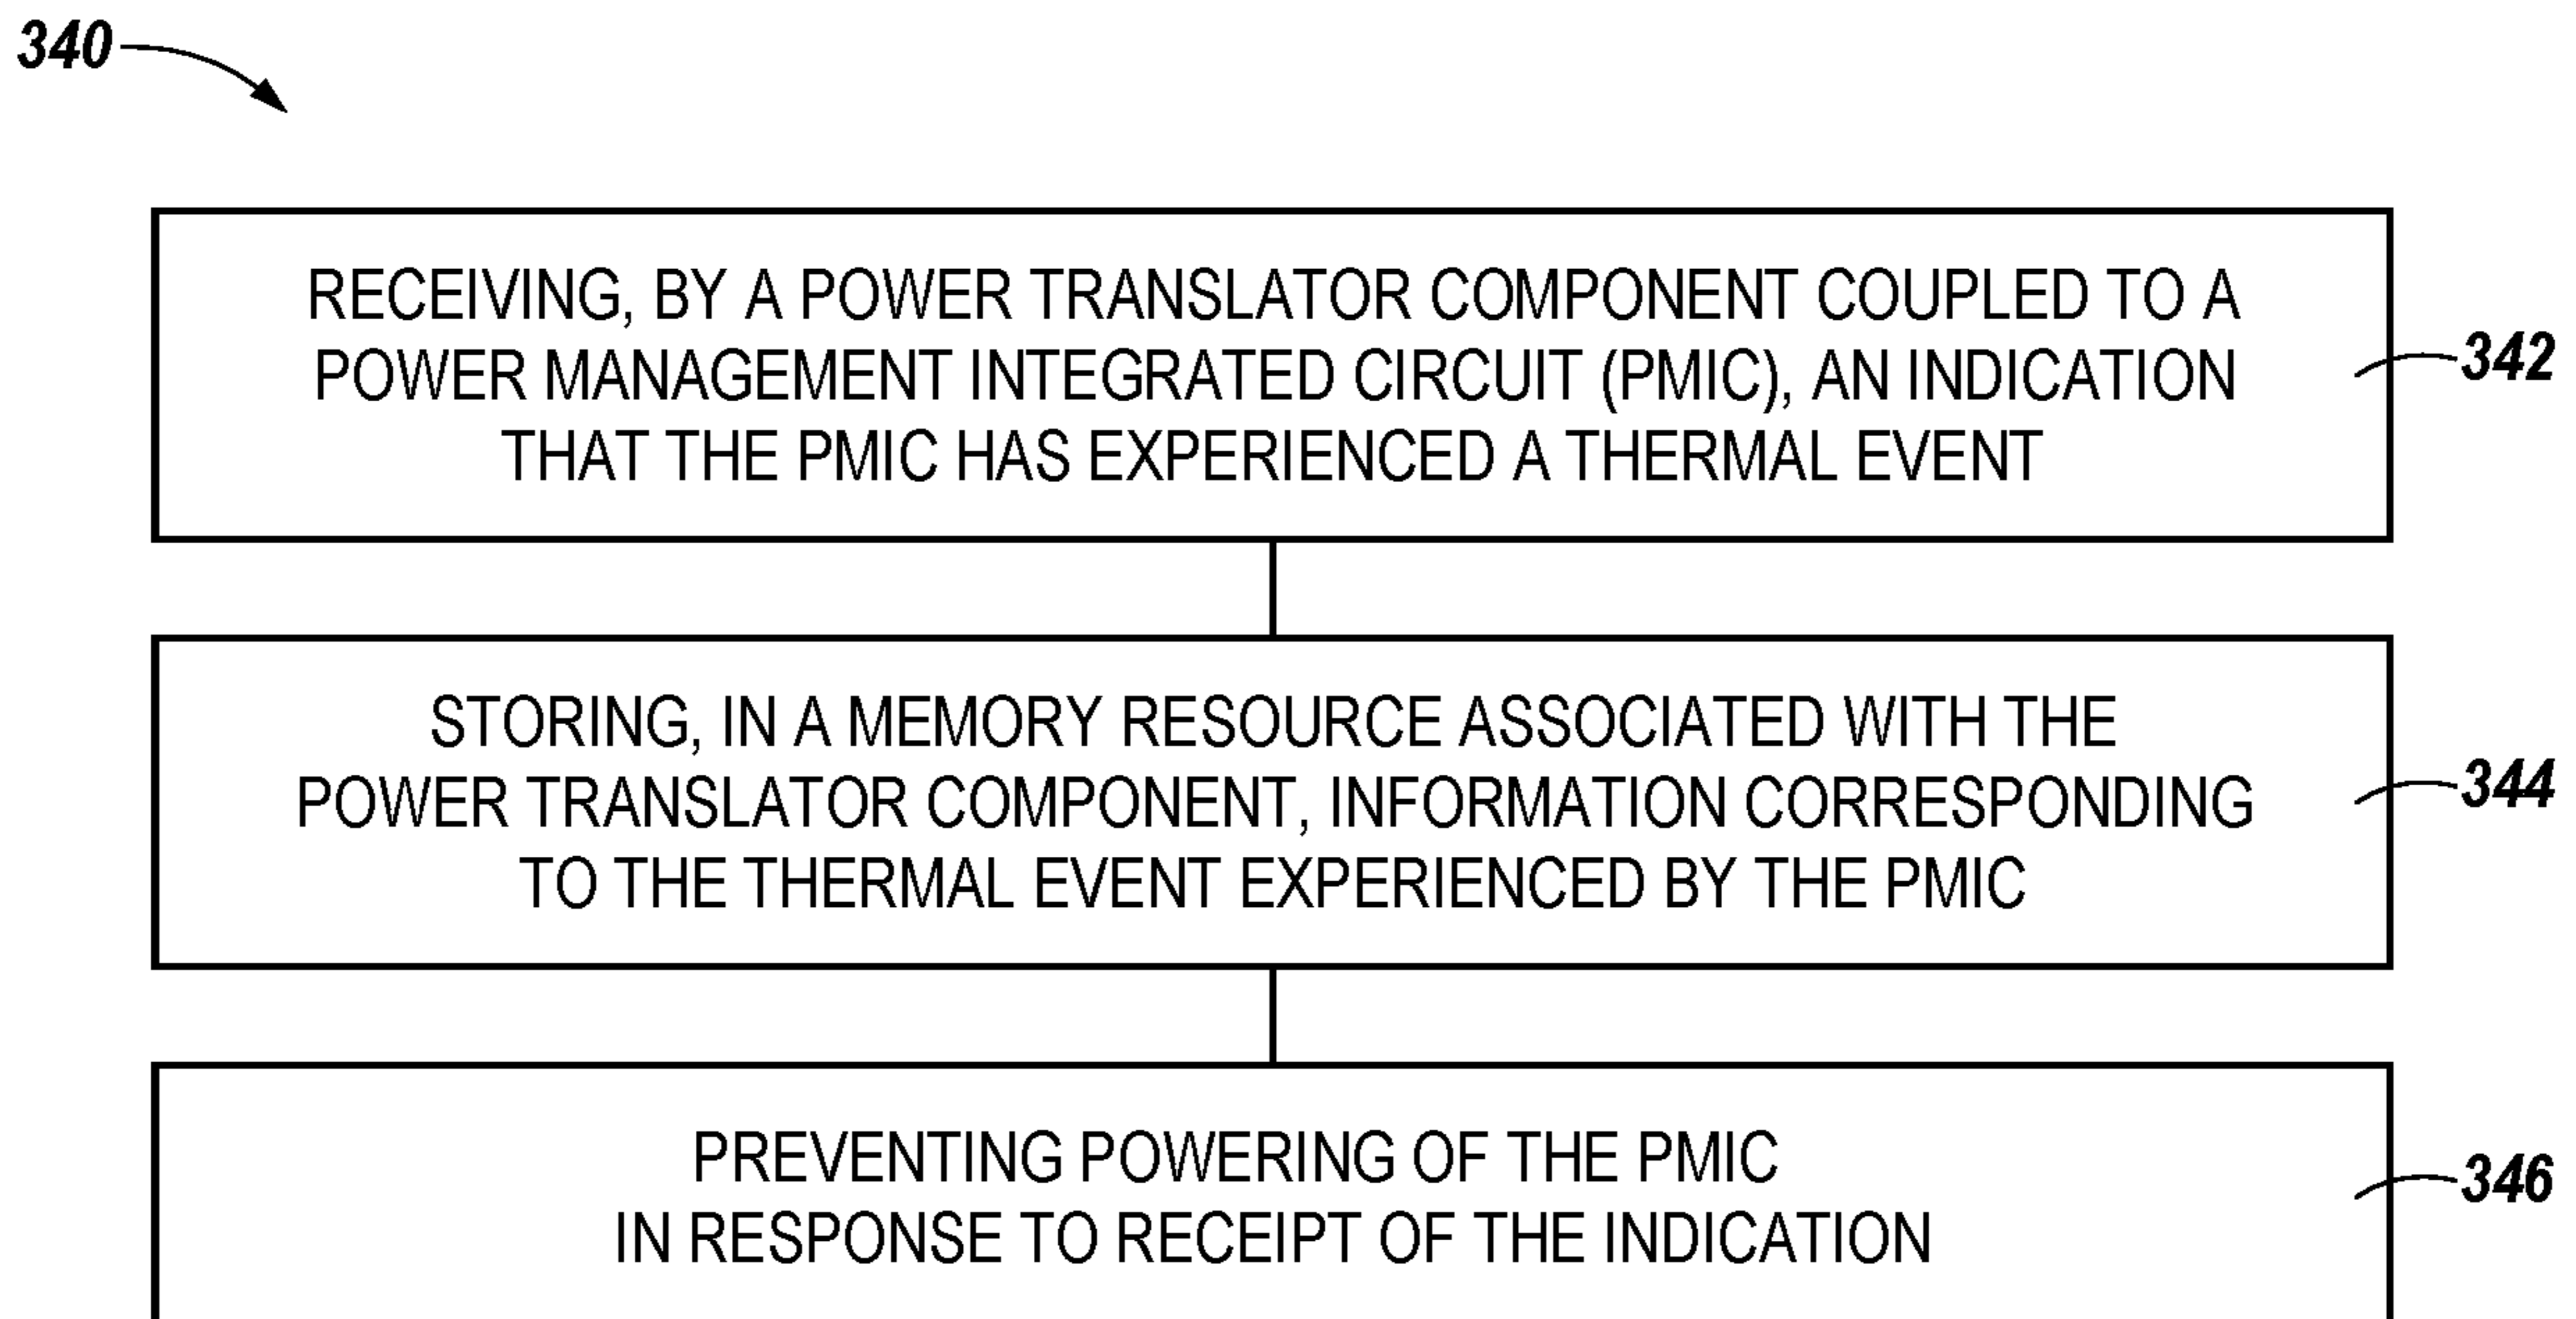 340
RECEIVING, BY A POWER TRANSLATOR COMPONENT COUPLED TO A
POWER MANAGEMENT INTEGRATED CIRCUIT (PMIC), AN INDICATION
THAT THE PMIC HAS EXPERIENCED A THERMAL EVENT
342
STORING, IN A MEMORY RESOURCE ASSOCIATED WITH THE
POWER TRANSLATOR COMPONENT, INFORMATION CORRESPONDING
TO THE THERMAL EVENT EXPERIENCED BY THE PMIC
344
PREVENTING POWERING OF THE PMIC
IN RESPONSE TO RECEIPT OF THE INDICATION
346